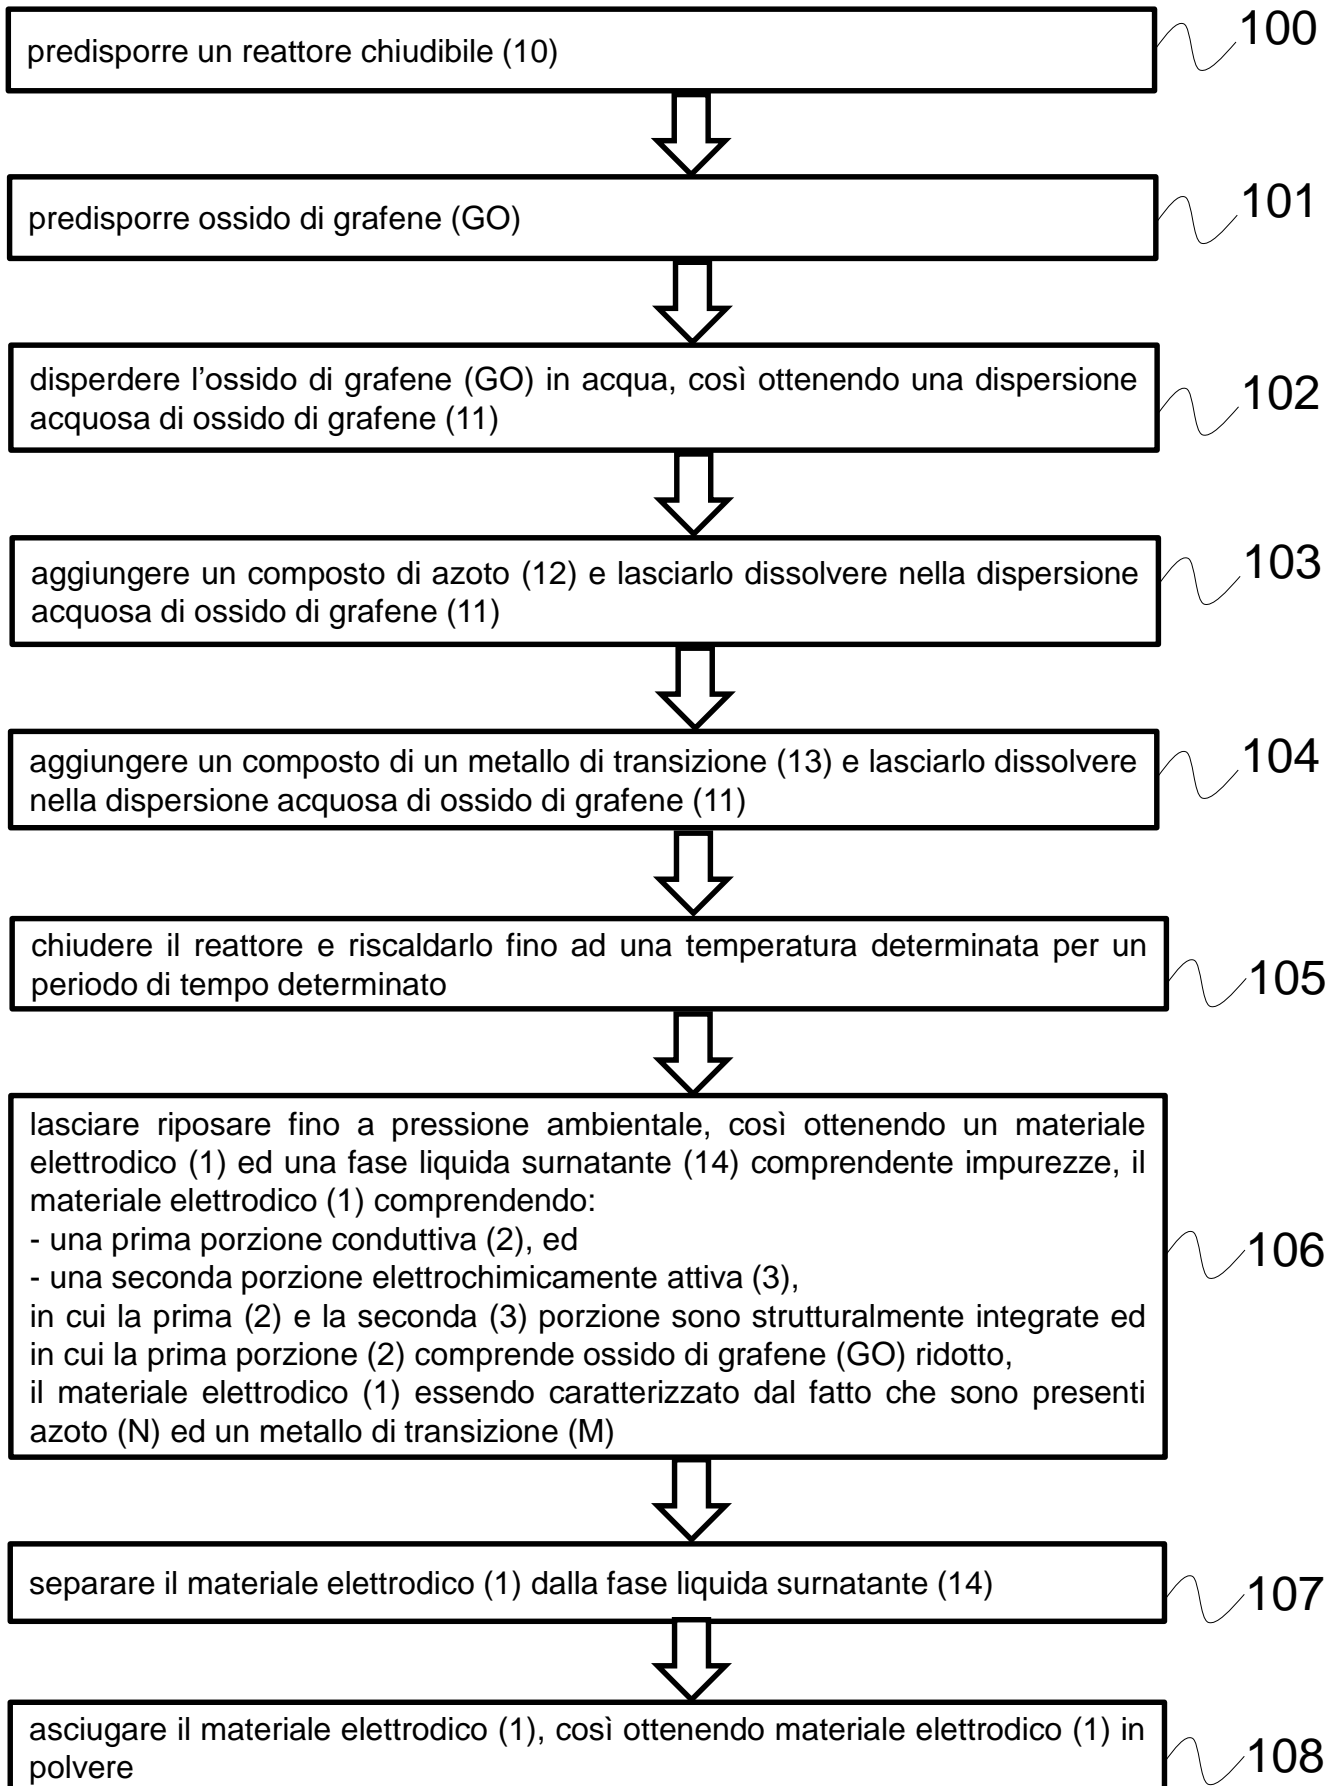 predisporre un reattore chiudibile (10)
100
predisporre ossido di grafene (GO)
101
disperdere l'ossido di grafene (GO) in acqua, così ottenendo una dispersione
acquosa di ossido di grafene (11)
102
aggiungere un composto di azoto (12) e lasciarlo dissolvere nella dispersione
acquosa di ossido di grafene (11)
103
aggiungere un composto di un metallo di transizione (13) e lasciarlo dissolvere
nella dispersione acquosa di ossido di grafene (11)
104
chiudere il reattore e riscaldarlo fino ad una temperatura determinata per un
periodo di tempo determinato
105
lasciare riposare fino a pressione ambientale, così ottenendo un materiale
elettrodico (1) ed una fase liquida surnatante (14) comprendente impurezze, il
materiale elettrodico (1) comprendendo:
- una prima porzione conduttiva (2), ed
- una seconda porzione elettrochimicamente attiva (3),
in cui la prima (2) e la seconda (3) porzione sono strutturalmente integrate ed
in cui la prima porzione (2) comprende ossido di grafene (GO) ridotto,
il materiale elettrodico (1) essendo caratterizzato dal fatto che sono presenti
azoto (N) ed un metallo di transizione (M)
106
separare il materiale elettrodico (1) dalla fase liquida surnatante (14)
107
asciugare il materiale elettrodico (1), così ottenendo materiale elettrodico (1) in
polvere
108